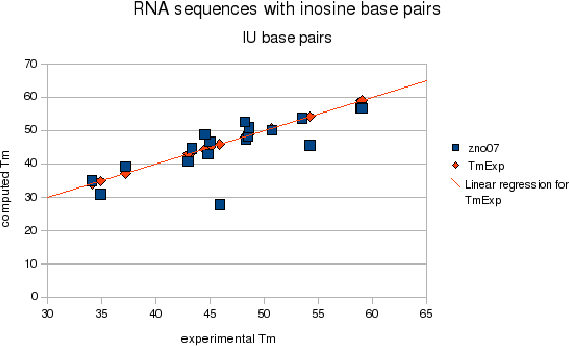 RNA sequences with inosine base pairs
IU base pairs
70
60
50
40
30
20
10
0
computed Tm
30
35
40
45
50
55
60
65
experimental Tm
zno07
TmExp
Linear regression for
TmExp